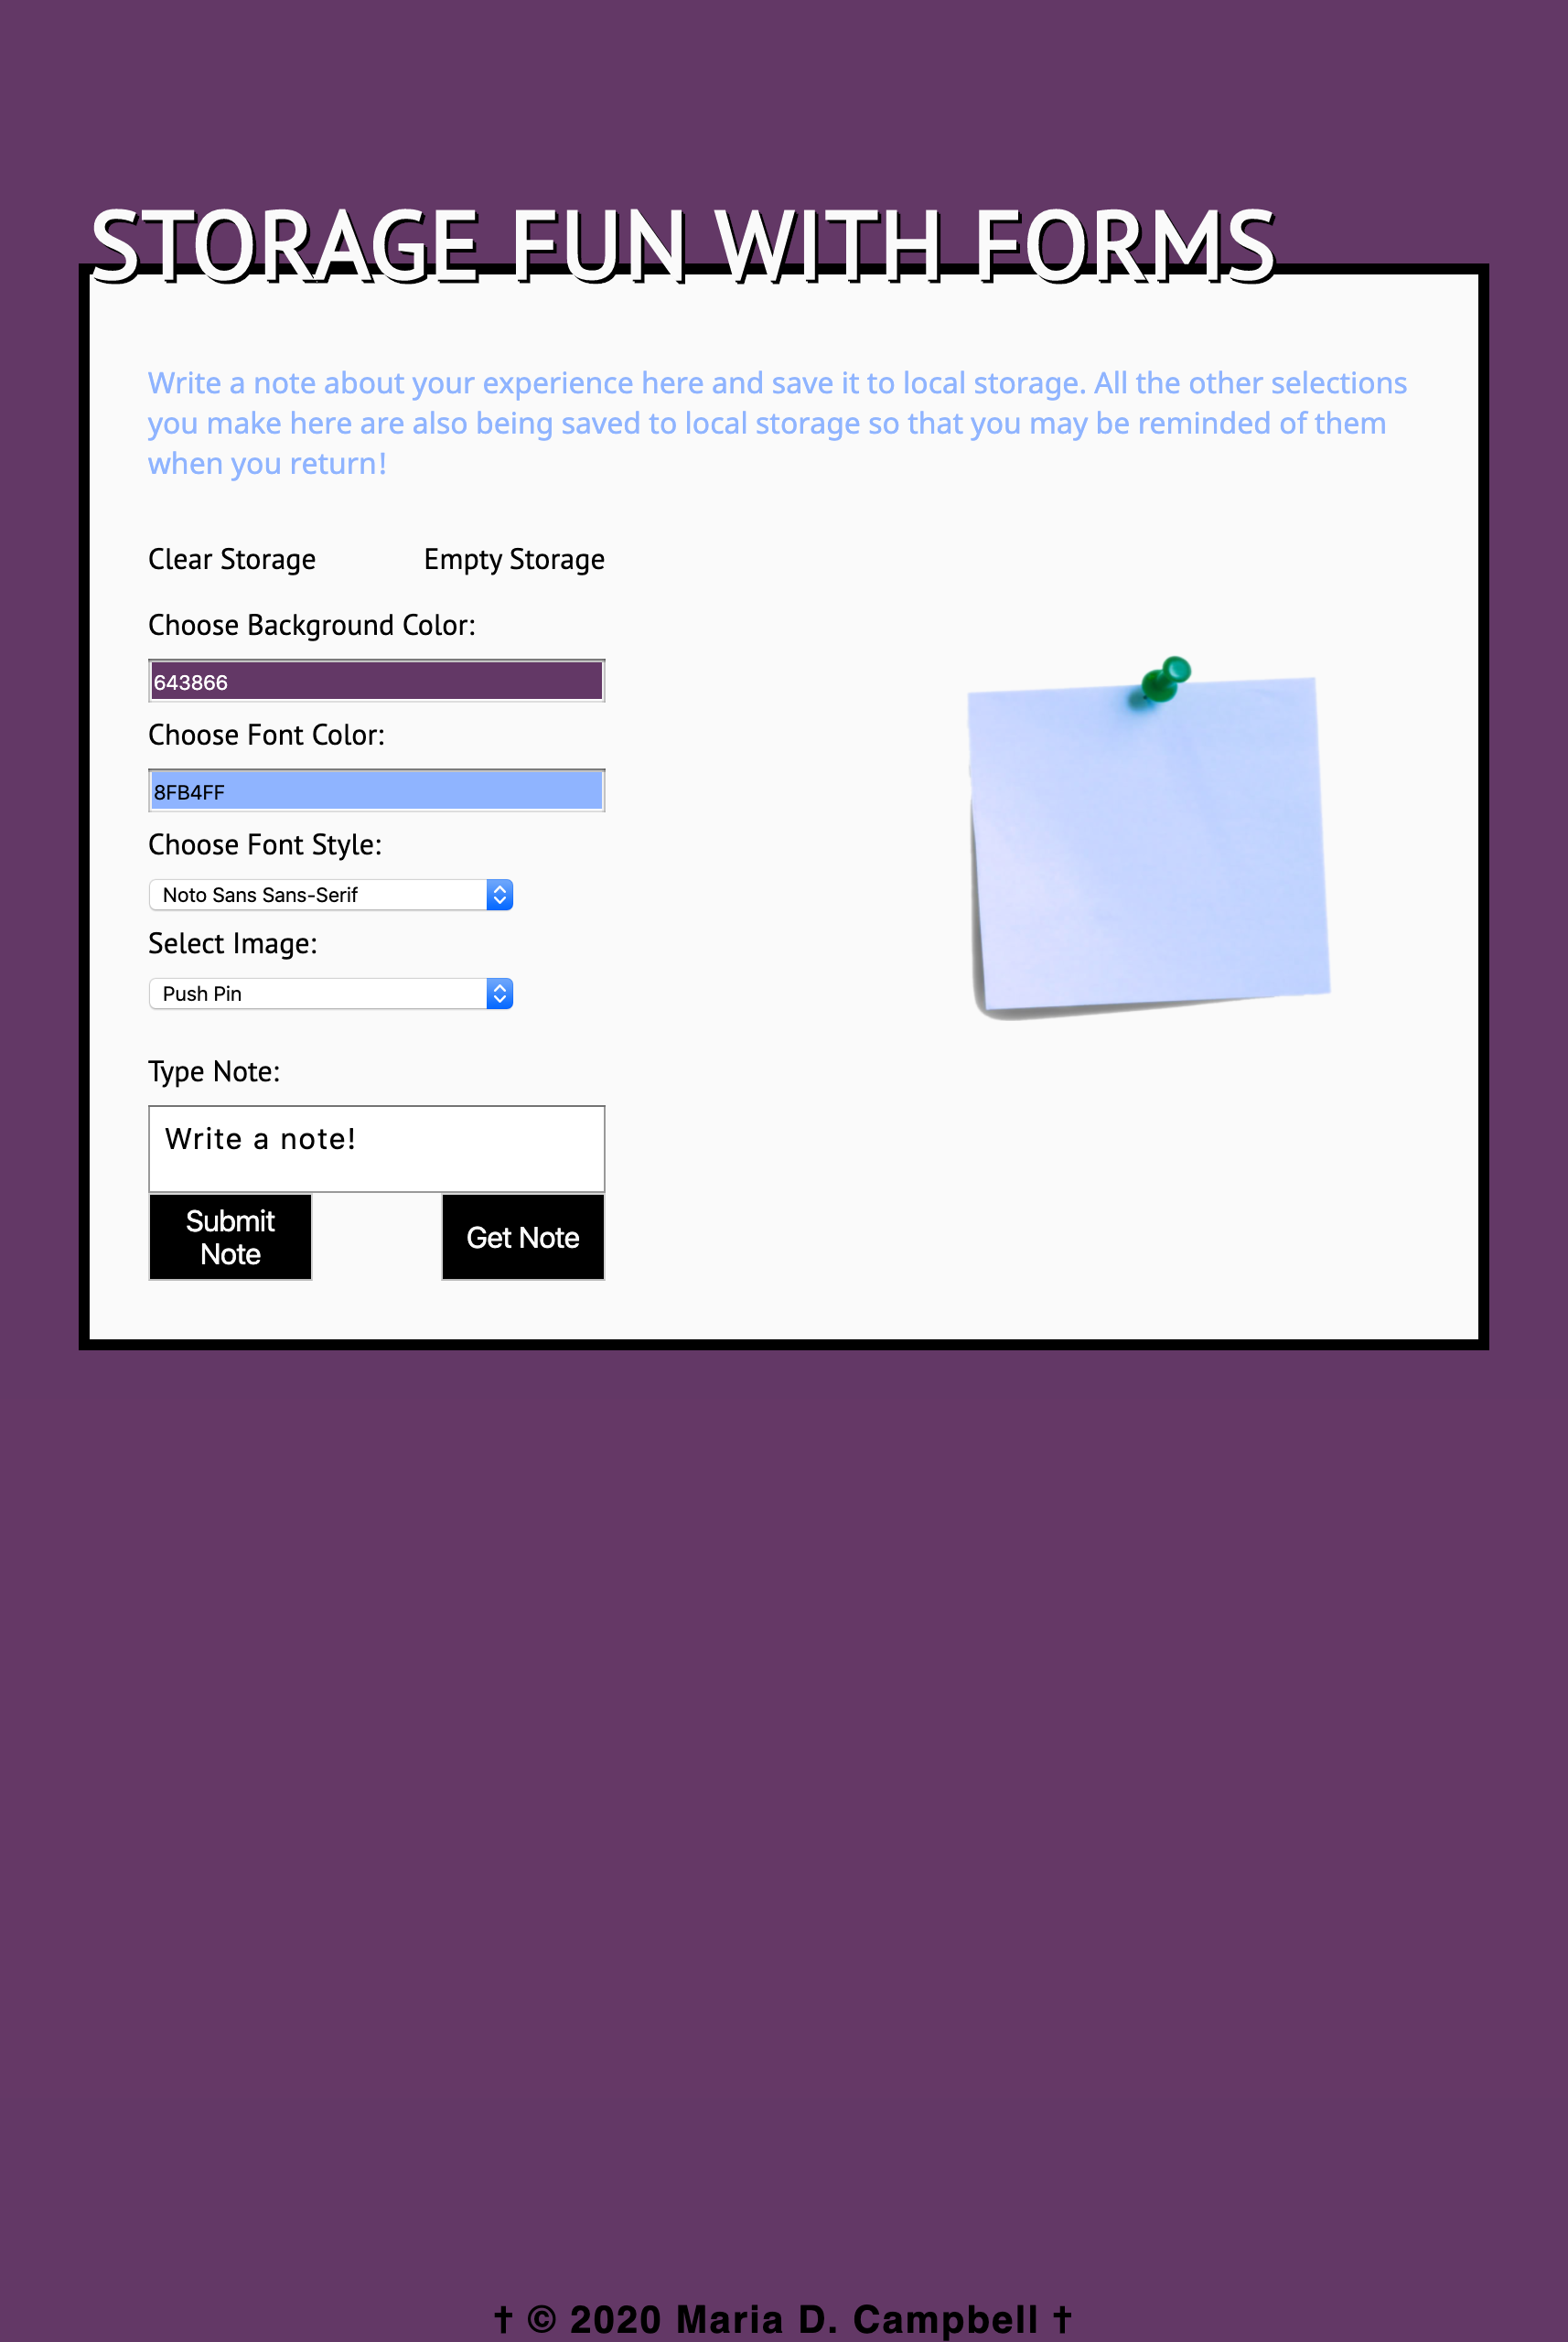 STORAGE FUN WITH FORMS
Write a note about your experience here and save it to local storage. All the other selections
you make here are also being saved to local storage so that you may be reminded of them
when you return!
Clear Storage Empty Storage
Choose Background Color:
643866
Choose Font Color:
8FB4FF
Choose Font Style:
Noto Sans Sans-Serif
Select Image:
Push Pin
Type Note:
Write a note!
Submit
Note
Get Note
† © 2020 Maria D. Campbell †